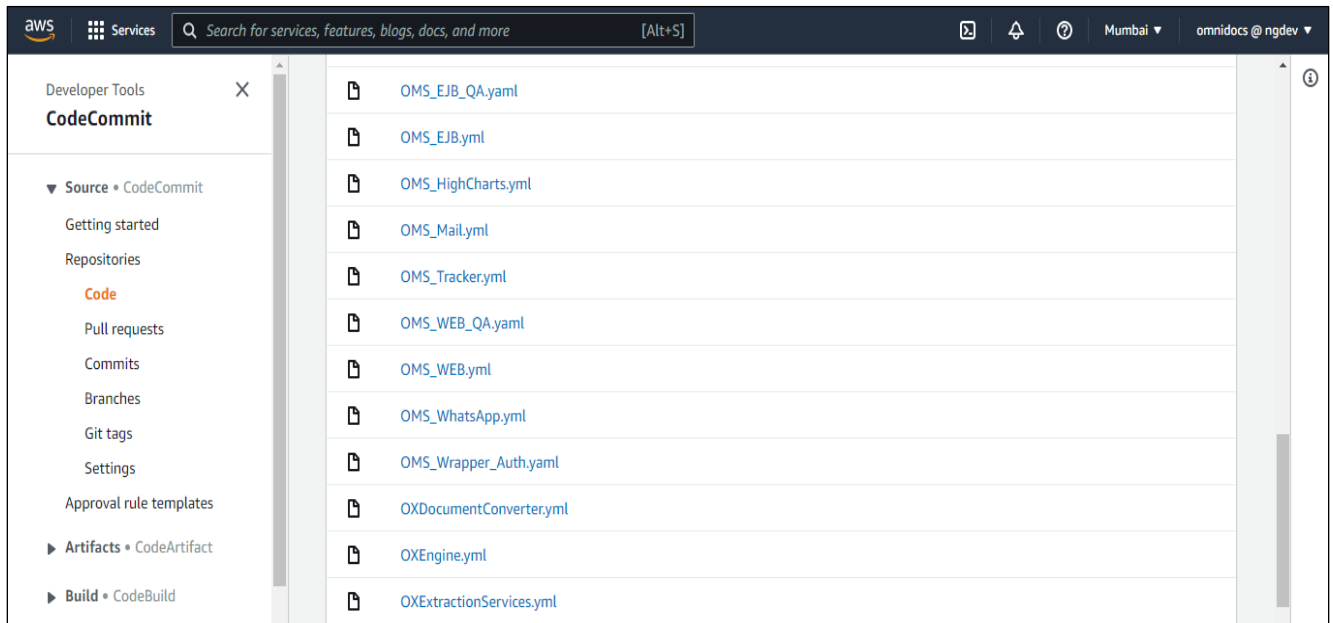 aws
Services
Search for services, features, blogs, docs, and more
[Alt+S]
Mumbai ▼
omnidocs @ ngdev ▼
Developer Tools
CodeCommit
Source • CodeCommit
Getting started
Repositories
Code
Pull requests
Commits
Branches
Git tags
Settings
Approval rule templates
Artifacts • CodeArtifact
Build • CodeBuild
OMS_EJB_QA.yaml
OMS_EJB.yml
OMS_HighCharts.yml
OMS_Mail.yml
OMS_Tracker.yml
OMS_WEB_QA.yaml
OMS_WEB.yml
OMS_WhatsApp.yml
OMS_Wrapper_Auth.yaml
OXDocumentConverter.yml
OXEngine.yml
OXExtractionServices.yml